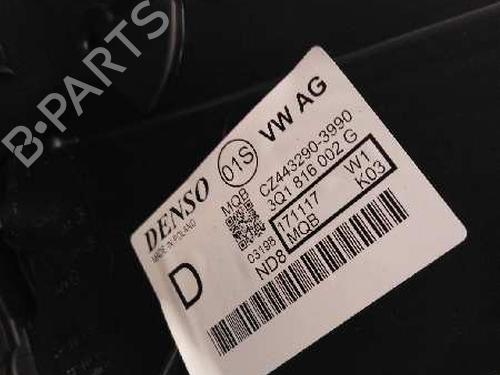 B-PARTS
DENSO
MADE IN POLAND
01S
VW AG
MQB
CZ443290-3990
3Q1 816 002 G
03198
171117 W1
MQB K03
ND8
D